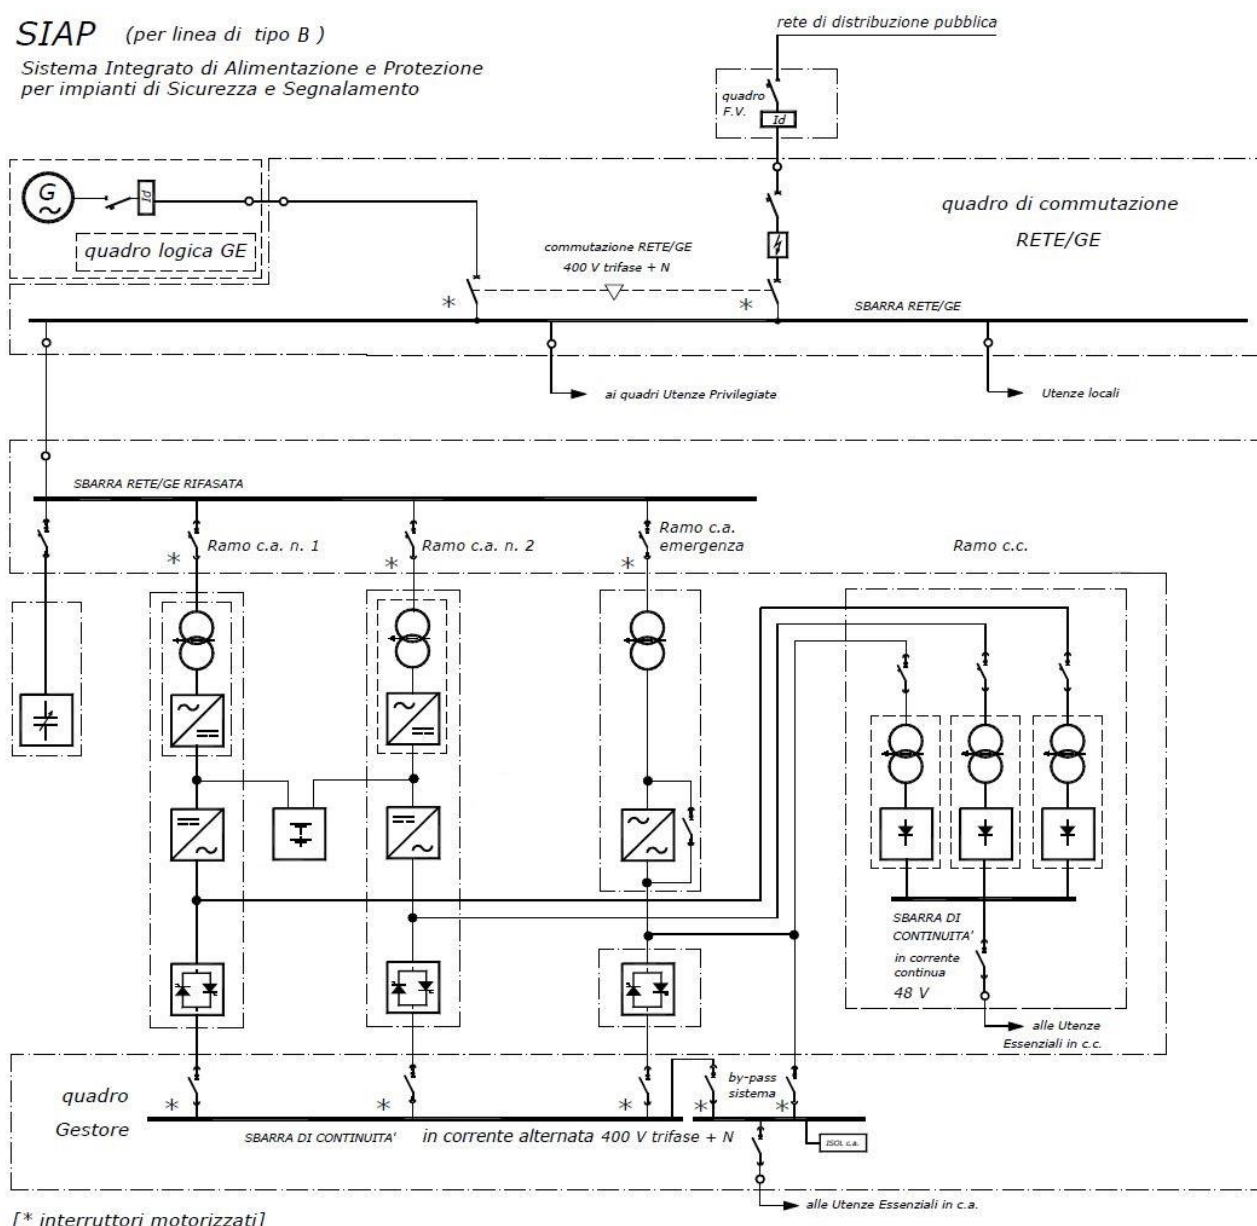 SIAP (per linea di tipo B )
Sistema Integrato di Alimentazione e Protezione
per impianti di Sicurezza e Segnalamento
rete di distribuzione pubblica
quadro
F.V.
Id
G
Id
quadro logica GE
commutazione RETE/GE
400 V trifase + N
quadro di commutazione
RETE/GE
*
*
SBARRA RETE/GE
ai quadri Utenze Privilegiate
Utenze locali
SBARRA RETE/GE RIFASATA
* Ramo c.a. n. 1
* Ramo c.a. n. 2
Ramo c.a.
* emergenza
Ramo c.c.
SBARRA DI
CONTINUITA'
in corrente
continua
48 V
alle Utenze
Essenziali in c.c.
quadro
Gestore
*
*
*
*
*
by-pass
sistema
SBARRA DI CONTINUITA' in corrente alternata 400 V trifase + N
ISOL c.a.
alle Utenze Essenziali in c.a.
[* interruttori motorizzati]